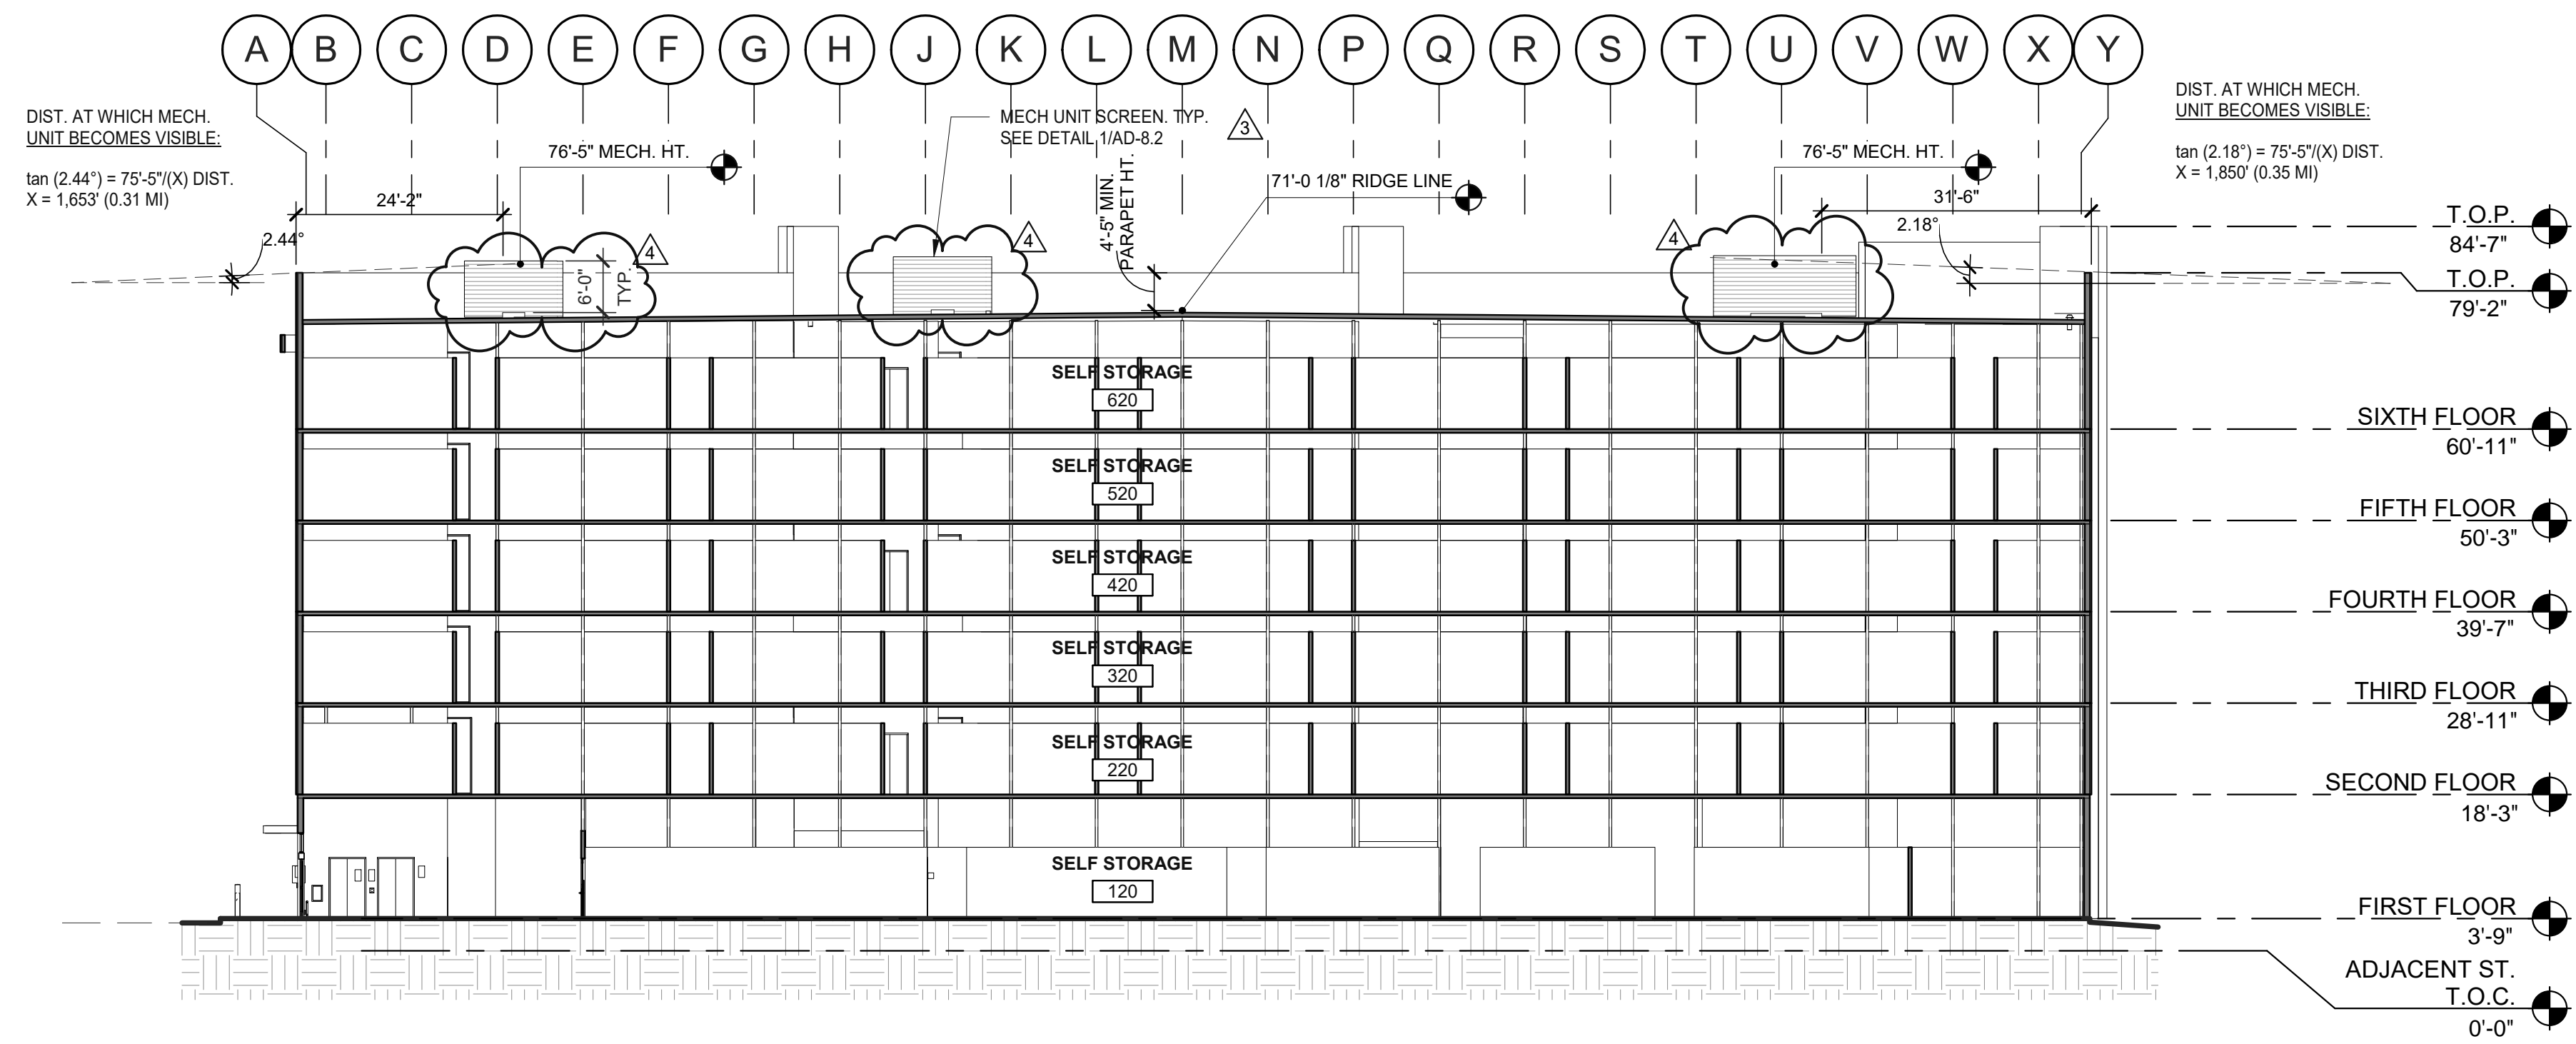 A B C D E F G H J K L M N P Q R S T U V W X Y
DIST. AT WHICH MECH.
UNIT BECOMES VISIBLE:
tan (2.44°) = 75'-5"/(X) DIST.
X = 1,653' (0.31 MI)
24'-2"
2.44°
76'-5" MECH. HT.
4
6'-0"
TYP.
MECH UNIT SCREEN. TYP.
SEE DETAIL 1/AD-8.2
3
4
4'-5" MIN.
PARAPET HT.
71'-0 1/8" RIDGE LINE
4
76'-5" MECH. HT.
31'-6"
2.18°
DIST. AT WHICH MECH.
UNIT BECOMES VISIBLE:
tan (2.18°) = 75'-5"/(X) DIST.
X = 1,850' (0.35 MI)
T.O.P.
84'-7"
T.O.P.
79'-2"
SELF STORAGE
620
SIXTH FLOOR
60'-11"
SELF STORAGE
520
FIFTH FLOOR
50'-3"
SELF STORAGE
420
FOURTH FLOOR
39'-7"
SELF STORAGE
320
THIRD FLOOR
28'-11"
SELF STORAGE
220
SECOND FLOOR
18'-3"
SELF STORAGE
120
FIRST FLOOR
3'-9"
ADJACENT ST.
T.O.C.
0'-0"